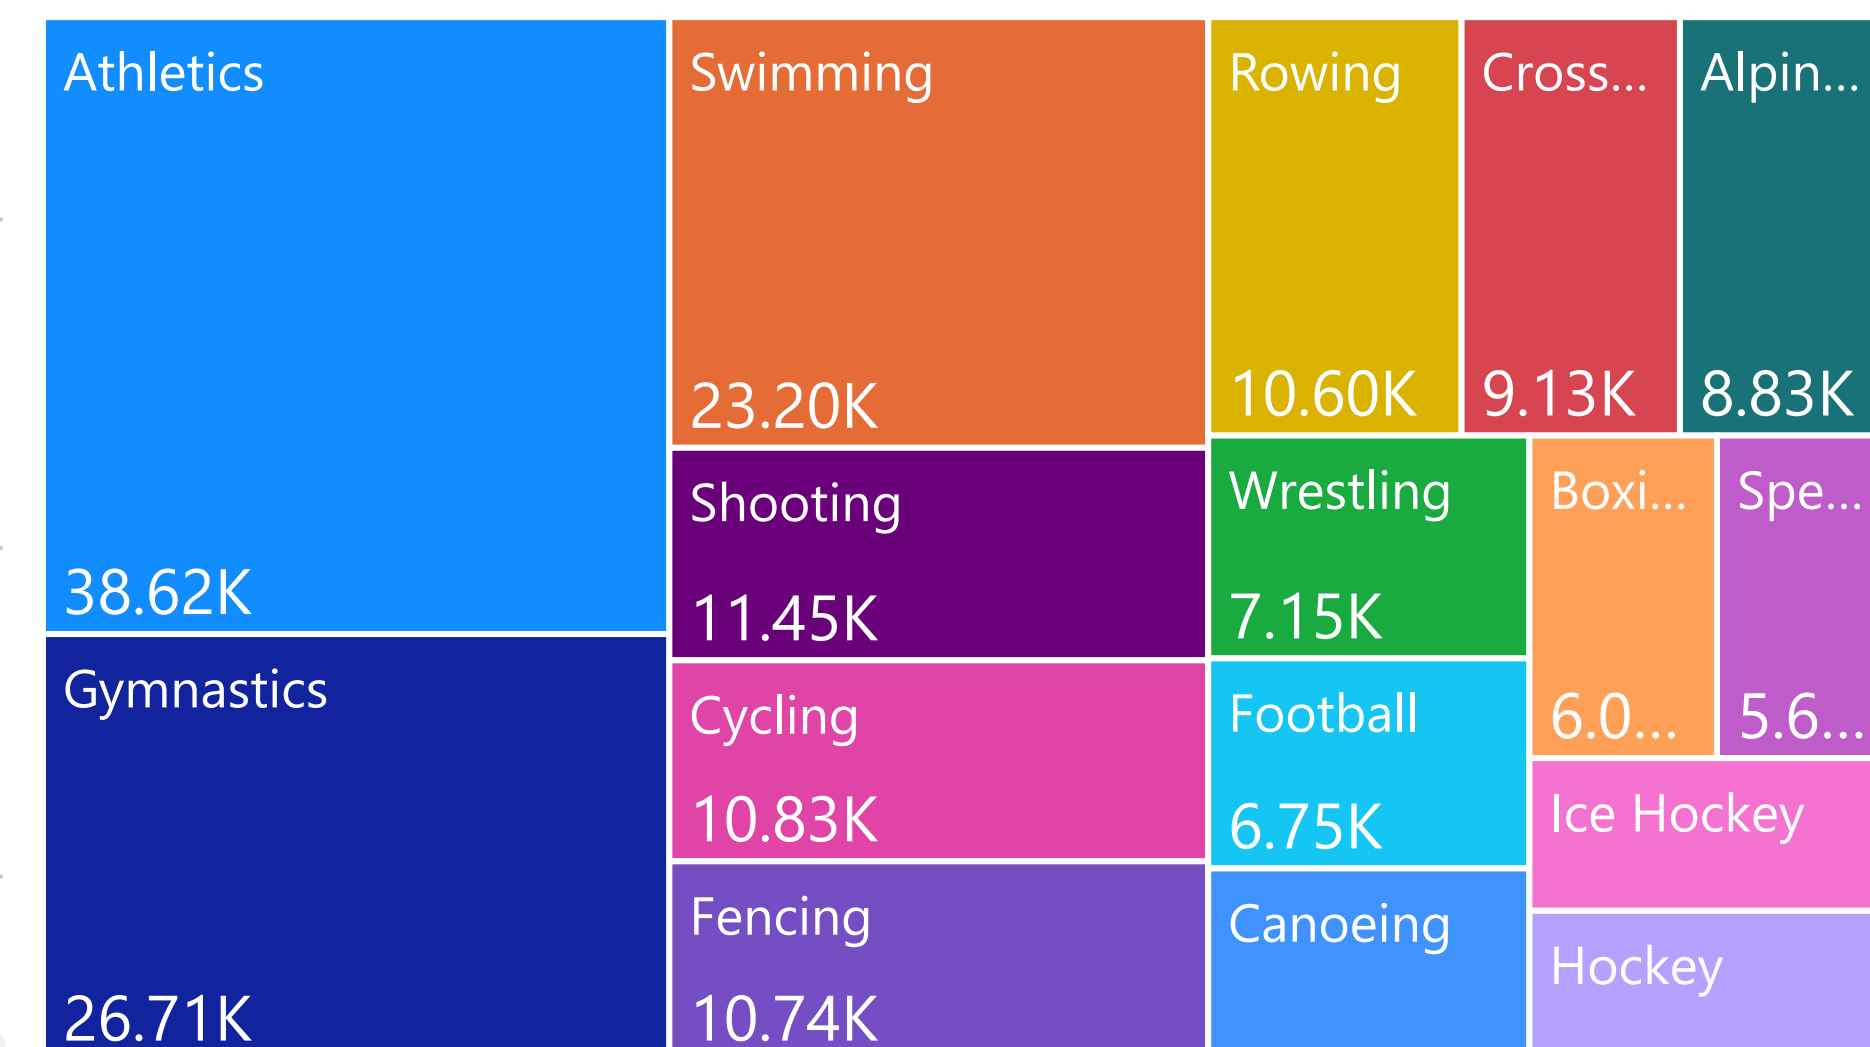 Athletics
38.62K
Gymnastics
26.71K
Swimming
23.20K
Shooting
11.45K
Cycling
10.83K
Fencing
10.74K
Rowing
10.60K
Cross...
9.13K
Alpin...
8.83K
Wrestling
7.15K
Football
6.75K
Canoeing
Boxi...
6.0...
Spe...
5.6...
Ice Hockey
Hockey